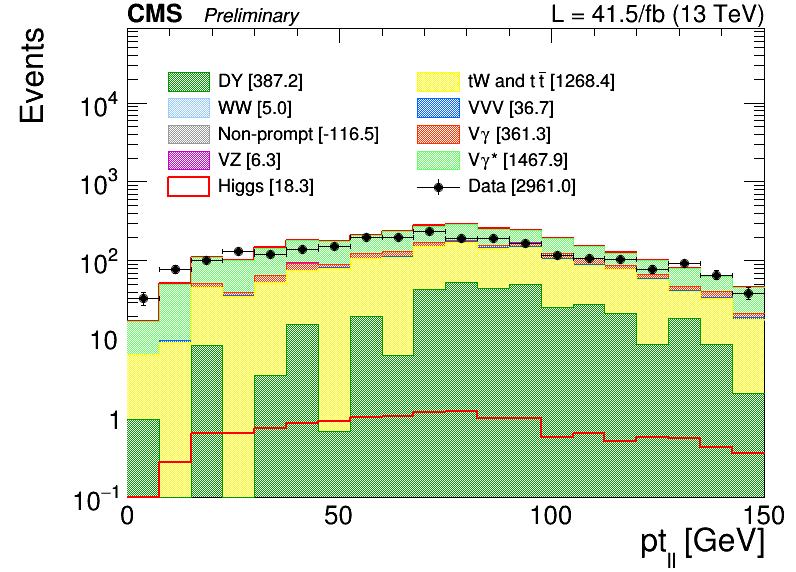 CMS Preliminary L = 41.5/fb (13 TeV)
Events
DY [387.2]
tW and tt̅ [1268.4]
WW [5.0]
VVV [36.7]
Non-prompt [-116.5]
Vγ [361.3]
VZ [6.3]
Vγ* [1467.9]
Higgs [18.3]
Data [2961.0]
10⁴
10³
10²
10
1
10⁻¹
0 50 100 150
pt_ll [GeV]